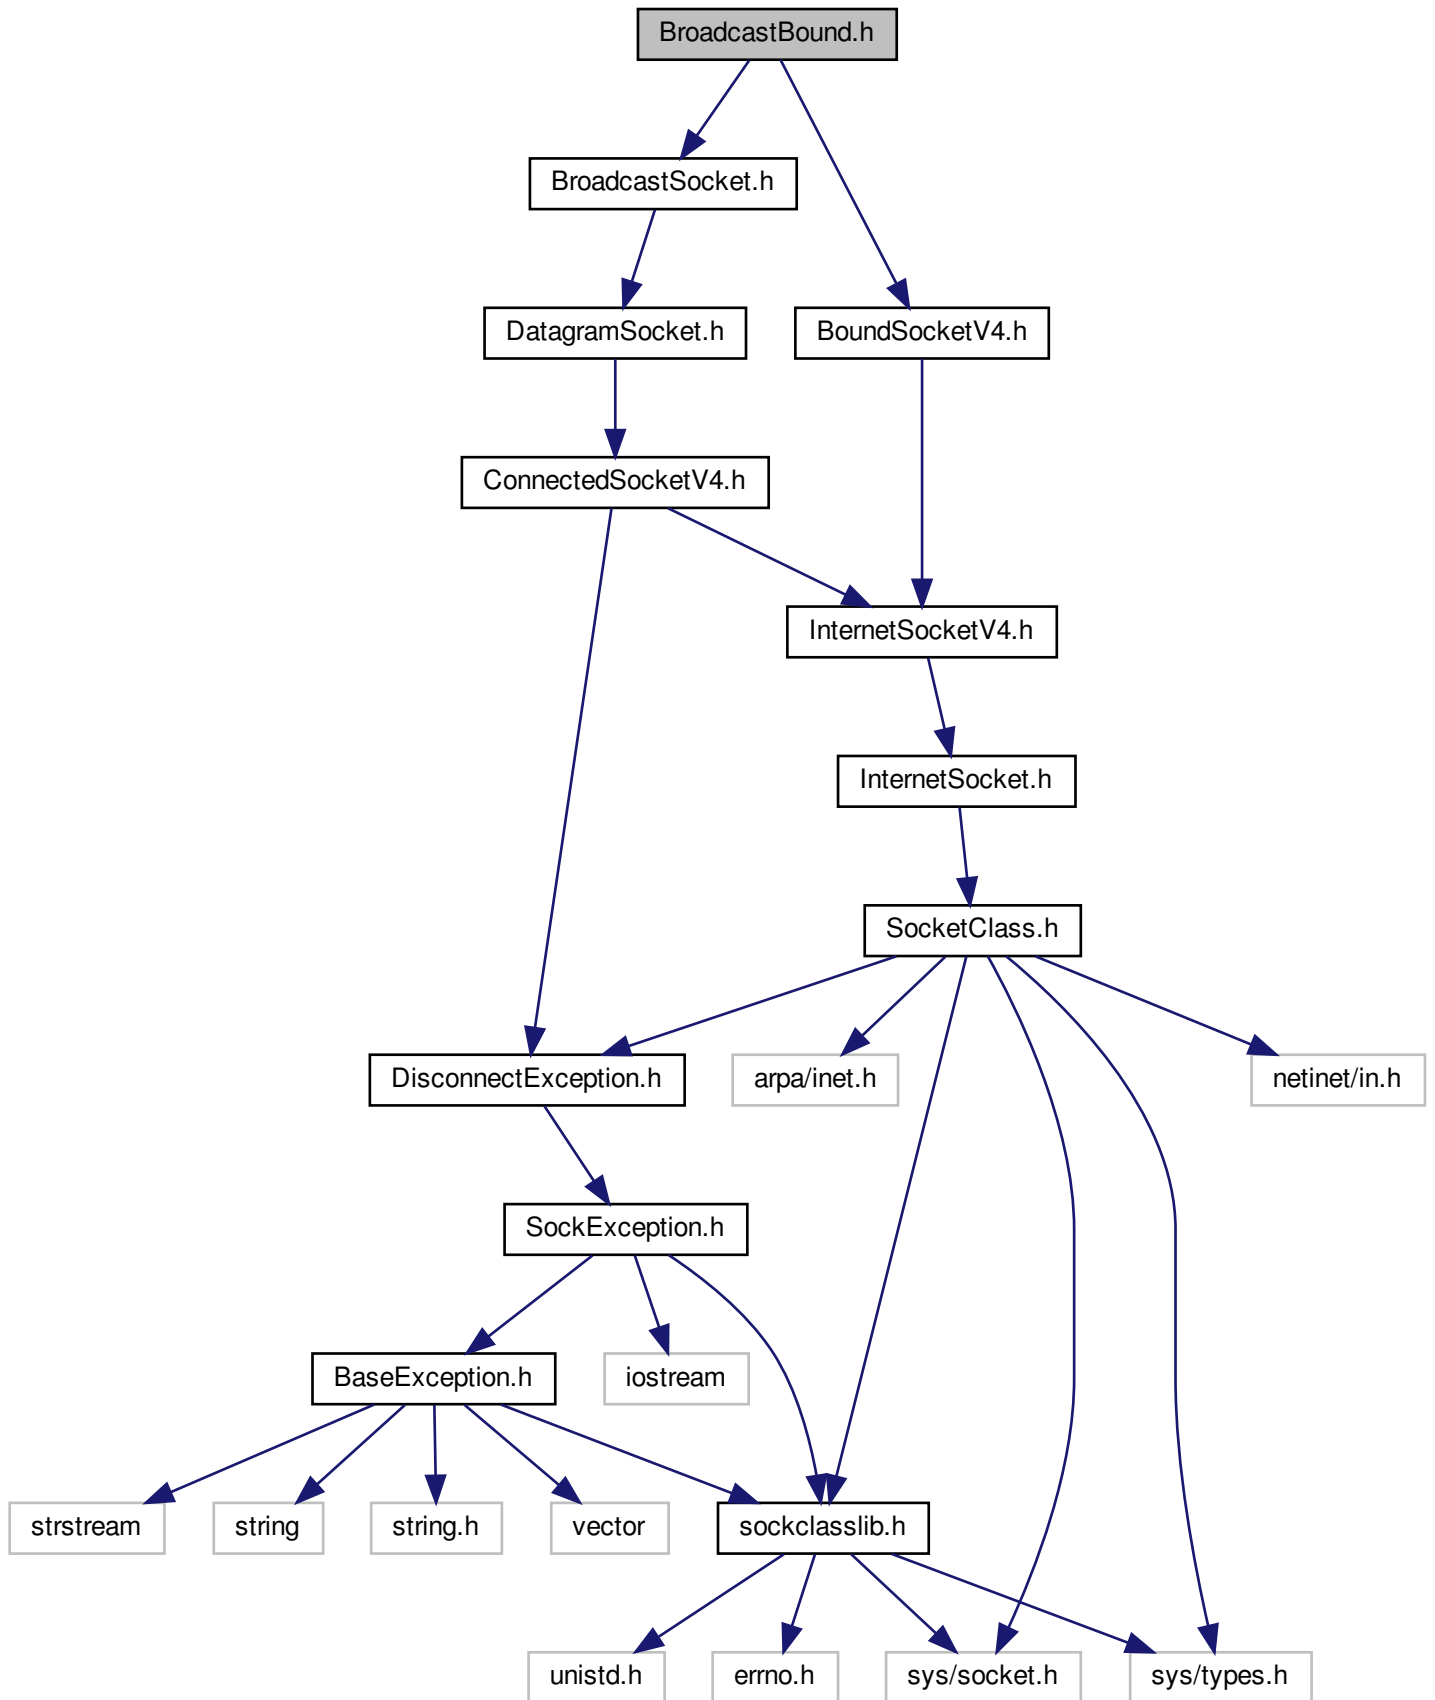 BroadcastBound.h
BroadcastSocket.h
DatagramSocket.h
BoundSocketV4.h
ConnectedSocketV4.h
InternetSocketV4.h
InternetSocket.h
SocketClass.h
DisconnectException.h
arpa/inet.h
netinet/in.h
SockException.h
BaseException.h
iostream
strstream
string
string.h
vector
sockclasslib.h
unistd.h
errno.h
sys/socket.h
sys/types.h